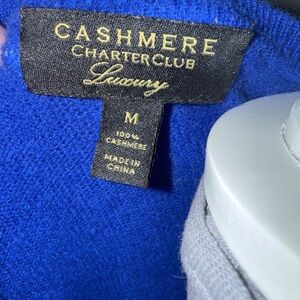 CASHMERE
CHARTER CLUB
Luxury
M
100%
CASHMERE
MADE IN
CHINA